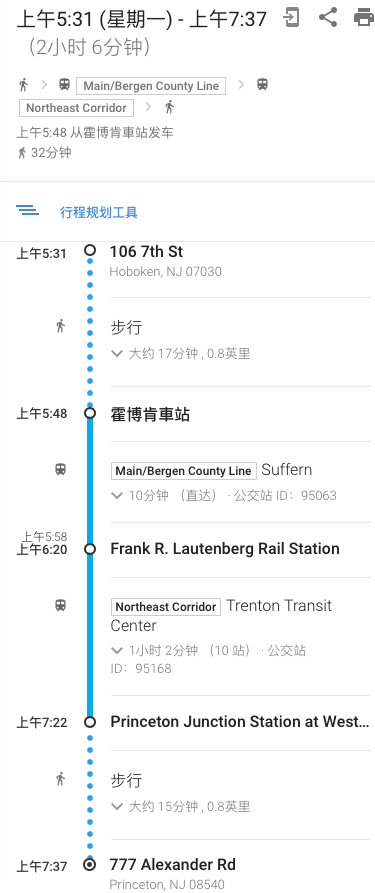 上午5:31 (星期一) - 上午7:37
（2小时 6分钟）
Main/Bergen County Line
Northeast Corridor
上午5:48 从霍博肯車站发车
32分钟
行程规划工具
上午5:31 106 7th St
Hoboken, NJ 07030
步行
大约 17分钟 , 0.8英里
上午5:48 霍博肯車站
Main/Bergen County Line Suffern
10分钟 （直达） · 公交站 ID：95063
上午5:58
上午6:20 Frank R. Lautenberg Rail Station
Northeast Corridor Trenton Transit
Center
1小时 2分钟 （10 站） · 公交站
ID：95168
上午7:22 Princeton Junction Station at West...
步行
大约 15分钟 , 0.8英里
上午7:37 777 Alexander Rd
Princeton, NJ 08540